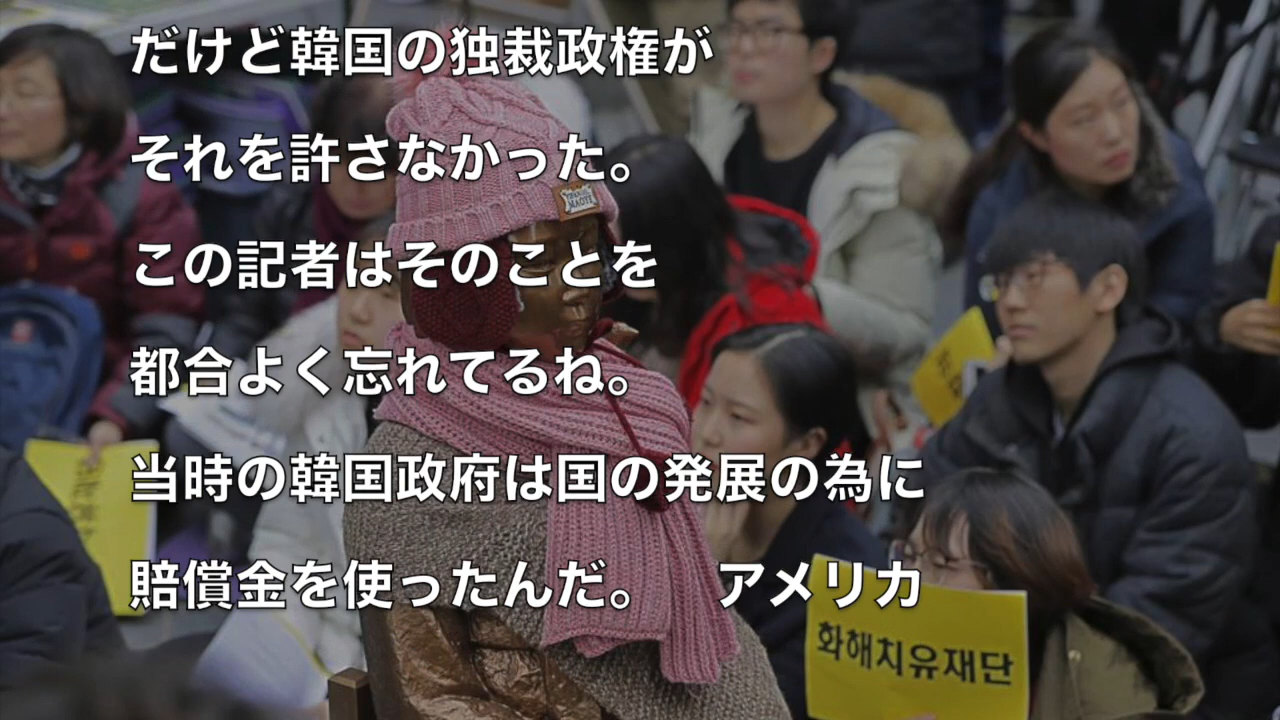 だけど韓国の独裁政権が
それを許さなかった。
この記者はそのことを
都合よく忘れてるね。
当時の韓国政府は国の発展の為に
賠償金を使ったんだ。　アメリカ
화해치유재단